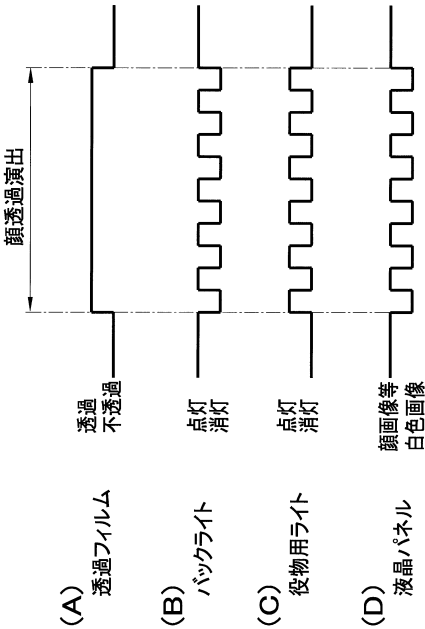 顔透過演出
(A)
透過フィルム
透過
不透過
(B)
バックライト
点灯
消灯
(C)
役物用ライト
点灯
消灯
(D)
液晶パネル
顔画像等
白色画像